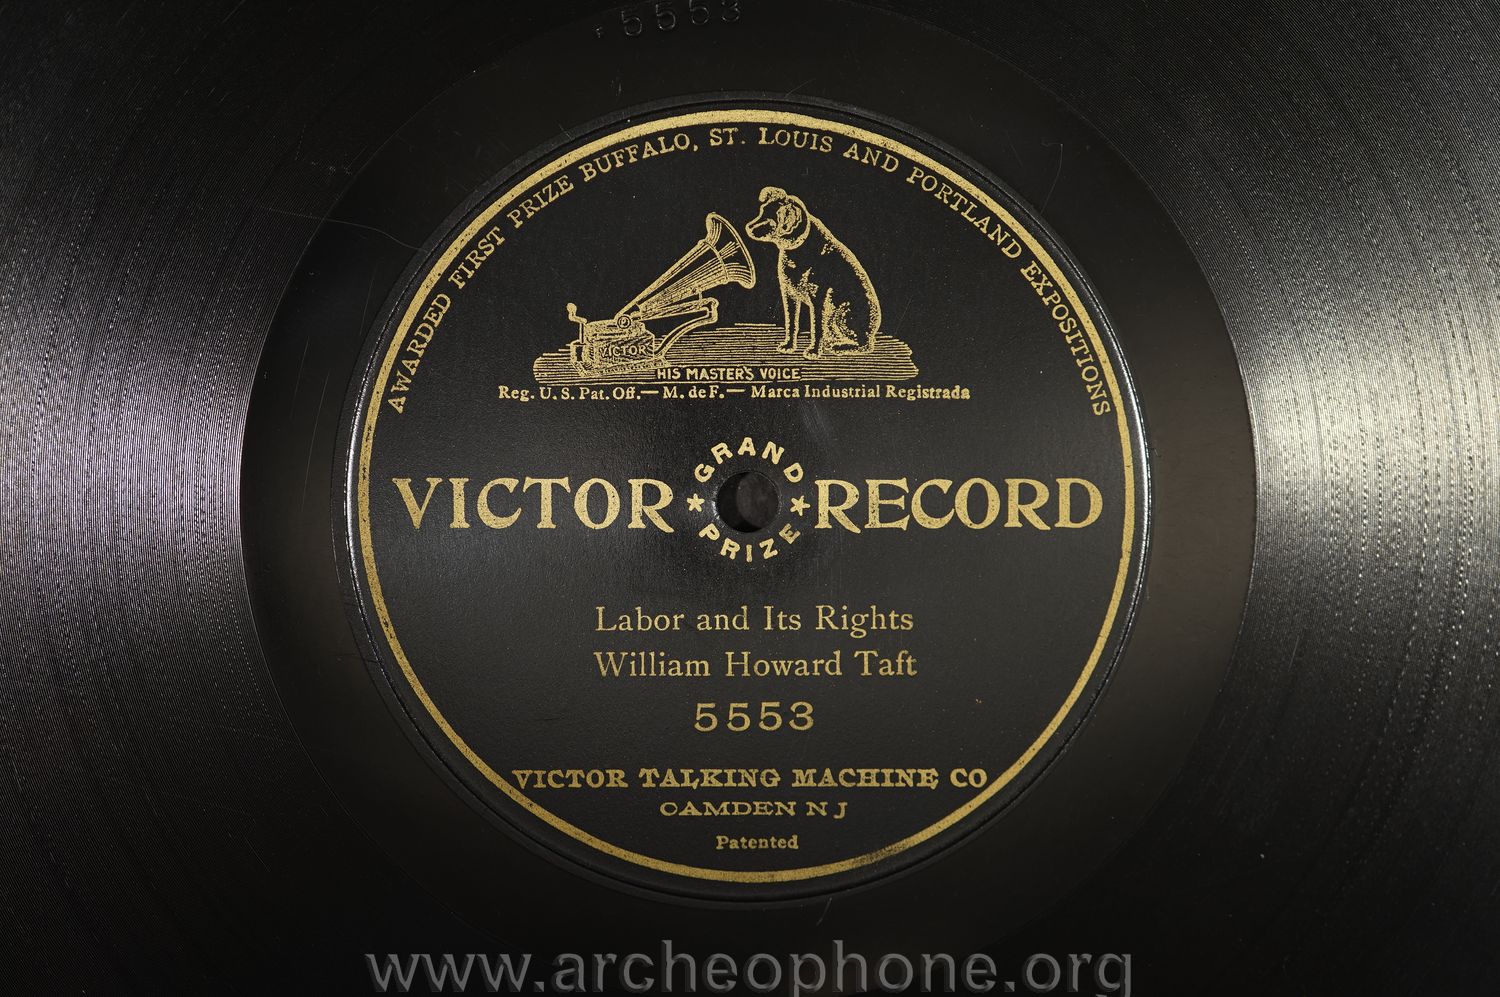 5553
AWARDED FIRST PRIZE BUFFALO, ST. LOUIS AND PORTLAND EXPOSITIONS
VICTOR
HIS MASTER'S VOICE
Reg. U. S. Pat. Off.— M. de F.— Marca Industrial Registrada
VICTOR GRAND PRIZE RECORD
Labor and Its Rights
William Howard Taft
5553
VICTOR TALKING MACHINE CO
CAMDEN N J
Patented
www.archeophone.org